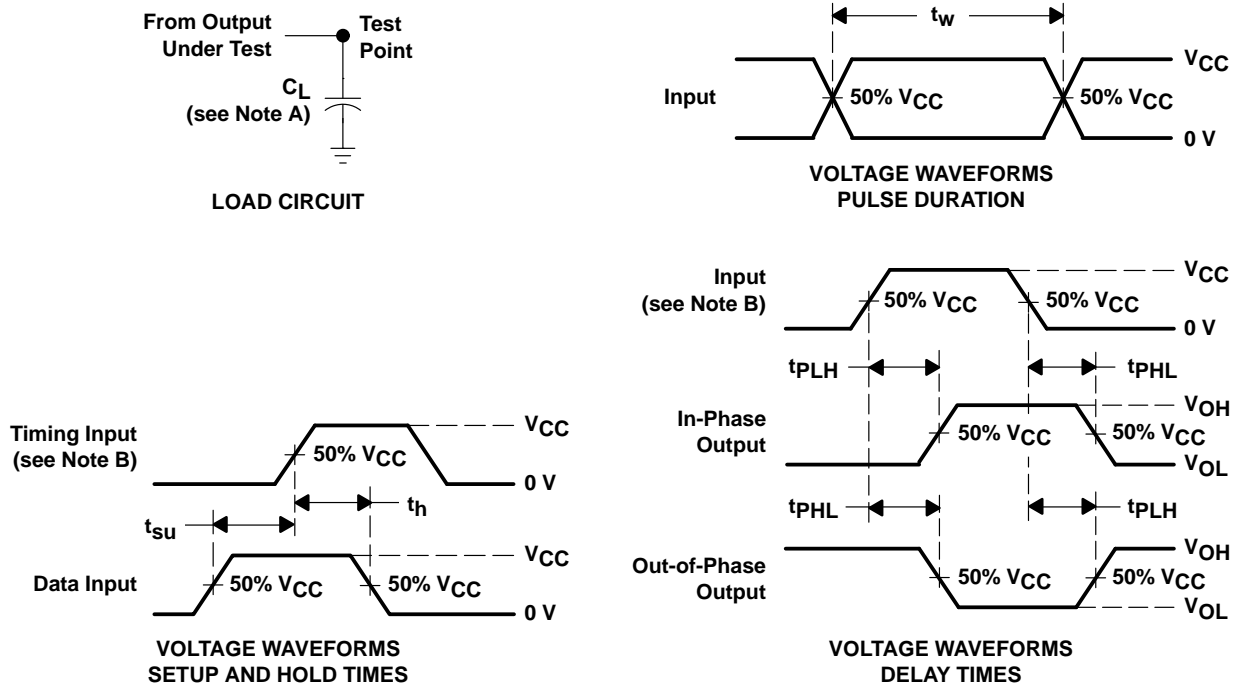 From Output
Under Test
Test
Point
CL
(see Note A)
LOAD CIRCUIT
tw
Input
50% VCC
50% VCC
VCC
0 V
VOLTAGE WAVEFORMS
PULSE DURATION
Timing Input
(see Note B)
50% VCC
VCC
0 V
th
tsu
Data Input
50% VCC
50% VCC
VCC
0 V
VOLTAGE WAVEFORMS
SETUP AND HOLD TIMES
Input
(see Note B)
50% VCC
50% VCC
VCC
0 V
tPLH
tPHL
In-Phase
Output
50% VCC
50% VCC
VOH
VOL
tPHL
tPLH
Out-of-Phase
Output
50% VCC
50% VCC
VOH
VOL
VOLTAGE WAVEFORMS
DELAY TIMES